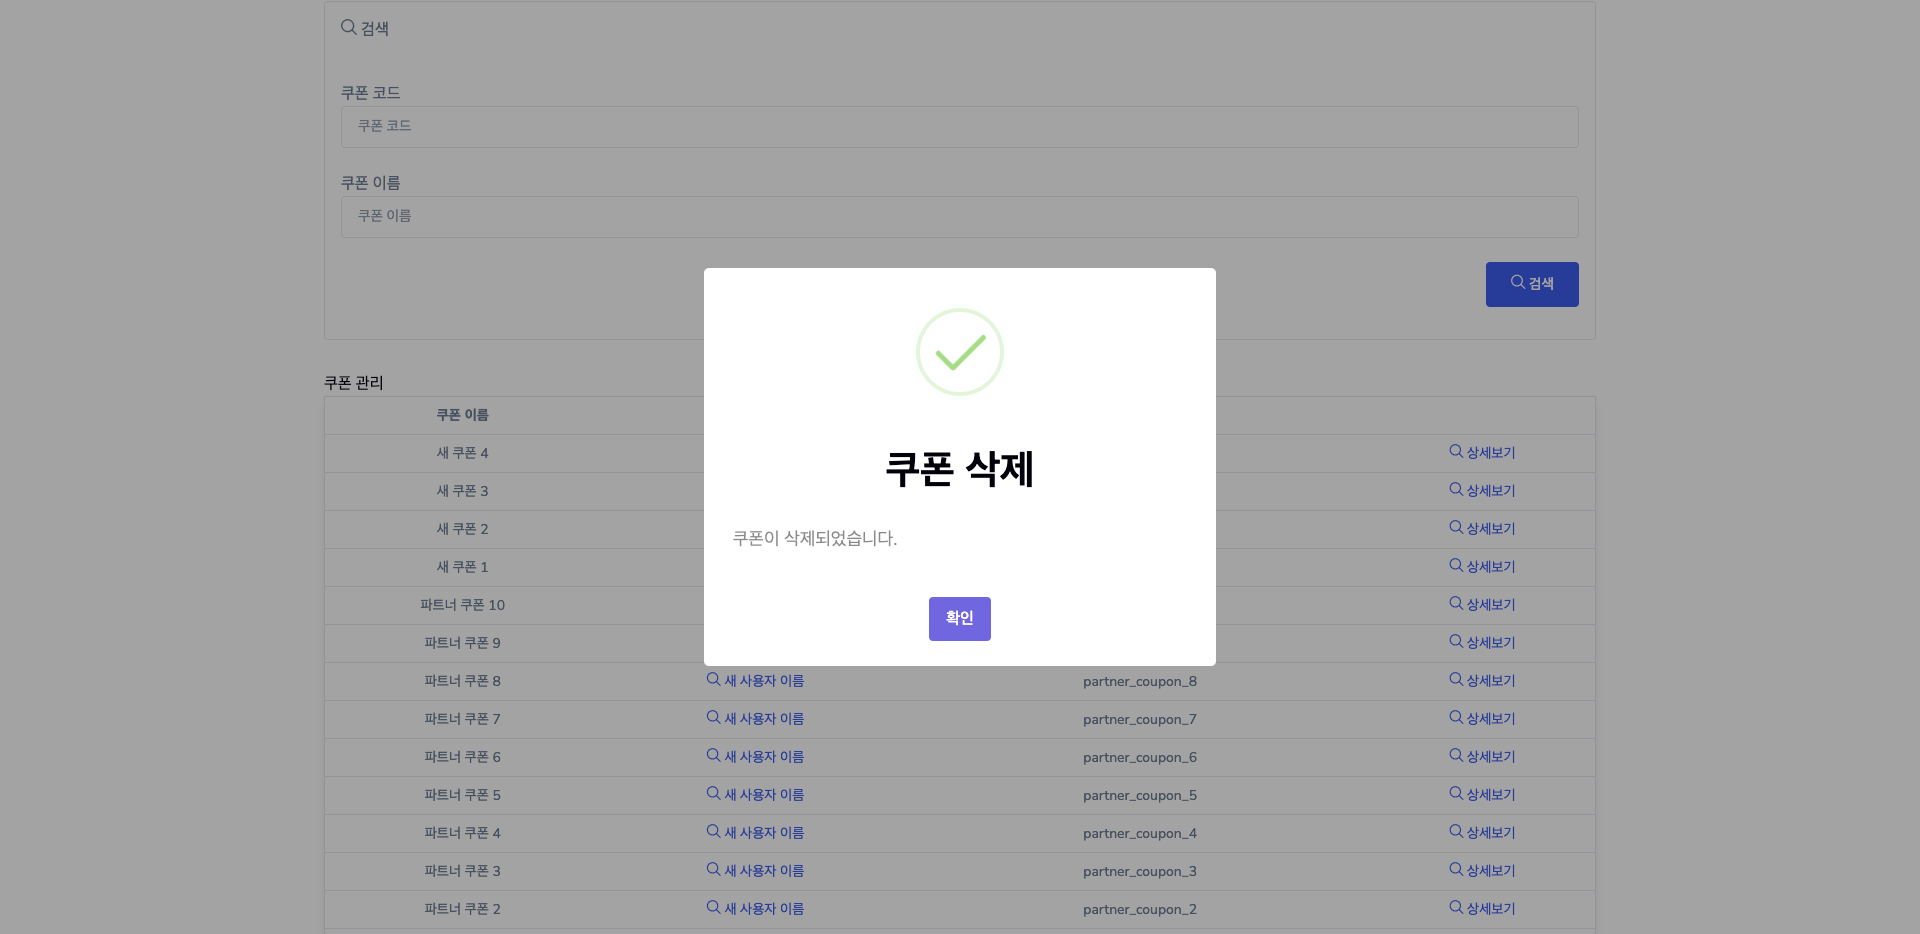 검색
쿠폰 코드
쿠폰 코드
쿠폰 이름
쿠폰 이름
검색
쿠폰 삭제
쿠폰이 삭제되었습니다.
확인
쿠폰 관리
쿠폰 이름
새 쿠폰 4 상세보기
새 쿠폰 3 상세보기
새 쿠폰 2 상세보기
새 쿠폰 1 상세보기
파트너 쿠폰 10 상세보기
파트너 쿠폰 9 상세보기
파트너 쿠폰 8 새 사용자 이름 partner_coupon_8 상세보기
파트너 쿠폰 7 새 사용자 이름 partner_coupon_7 상세보기
파트너 쿠폰 6 새 사용자 이름 partner_coupon_6 상세보기
파트너 쿠폰 5 새 사용자 이름 partner_coupon_5 상세보기
파트너 쿠폰 4 새 사용자 이름 partner_coupon_4 상세보기
파트너 쿠폰 3 새 사용자 이름 partner_coupon_3 상세보기
파트너 쿠폰 2 새 사용자 이름 partner_coupon_2 상세보기